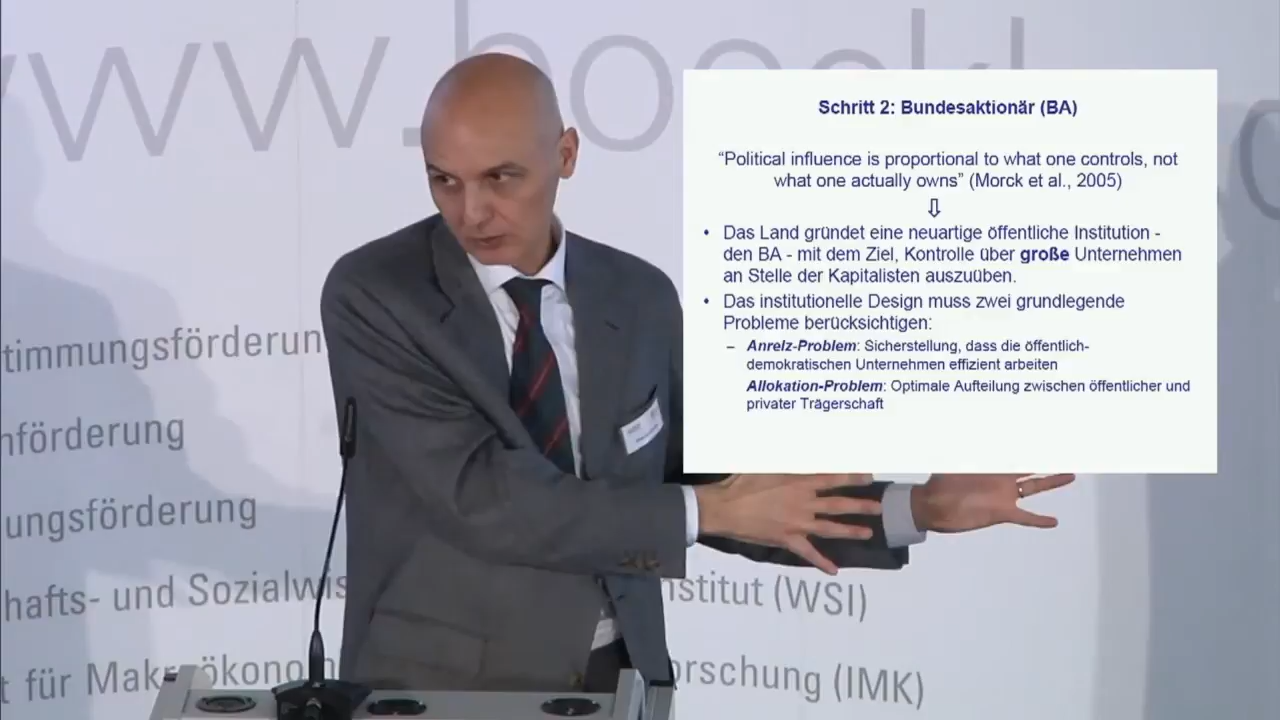 www.boeckl
Schritt 2: Bundesaktionär (BA)
“Political influence is proportional to what one controls, not
what one actually owns” (Morck et al., 2005)
⇩
• Das Land gründet eine neuartige öffentliche Institution -
den BA - mit dem Ziel, Kontrolle über große Unternehmen
an Stelle der Kapitalisten auszuüben.
• Das institutionelle Design muss zwei grundlegende
Probleme berücksichtigen:
– Anreiz-Problem: Sicherstellung, dass die öffentlich-
demokratischen Unternehmen effizient arbeiten
Allokation-Problem: Optimale Aufteilung zwischen öffentlicher und
privater Trägerschaft
timmungsförderun
nförderung
ungsförderung
hafts- und Sozialwis nstitut (WSI)
t für Makroökonom orschung (IMK)